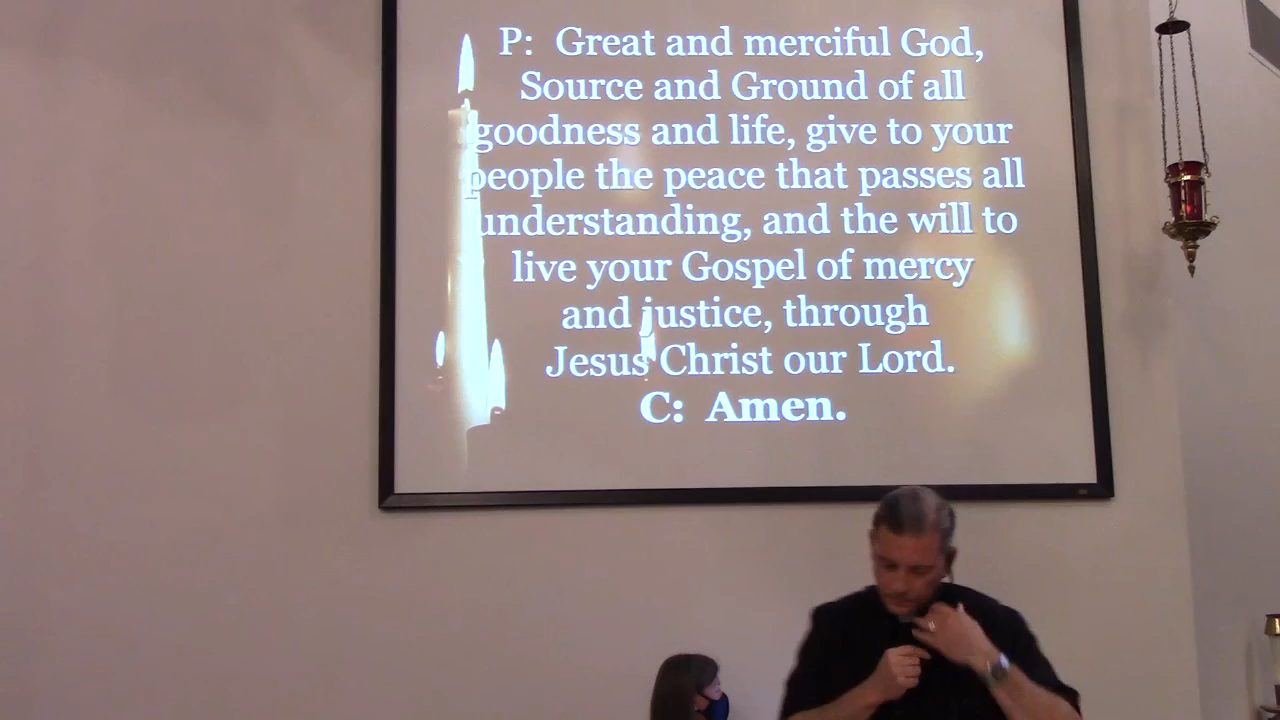 P: Great and merciful God,
Source and Ground of all
goodness and life, give to your
people the peace that passes all
understanding, and the will to
live your Gospel of mercy
and justice, through
Jesus Christ our Lord.
C: Amen.